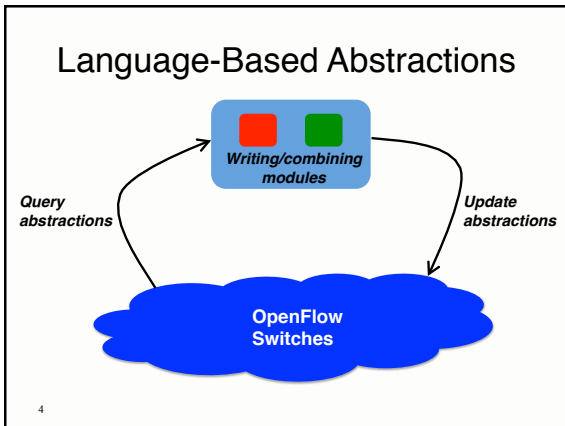 Language-Based Abstractions
Writing/combining
modules
Query
abstractions
Update
abstractions
OpenFlow
Switches
4